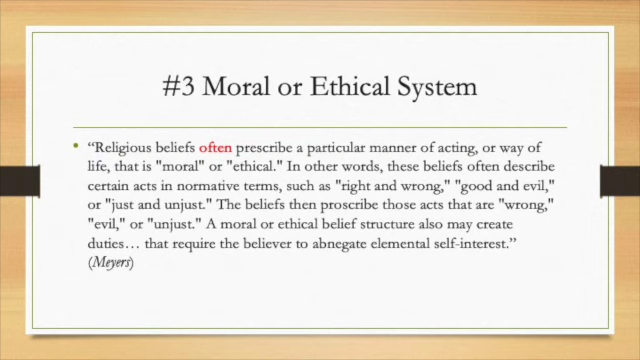 #3 Moral or Ethical System
• “Religious beliefs often prescribe a particular manner of acting, or way of
life, that is "moral" or "ethical." In other words, these beliefs often describe
certain acts in normative terms, such as "right and wrong," "good and evil,"
or "just and unjust." The beliefs then proscribe those acts that are "wrong,"
"evil," or "unjust." A moral or ethical belief structure also may create
duties… that require the believer to abnegate elemental self-interest.”
(Meyers)